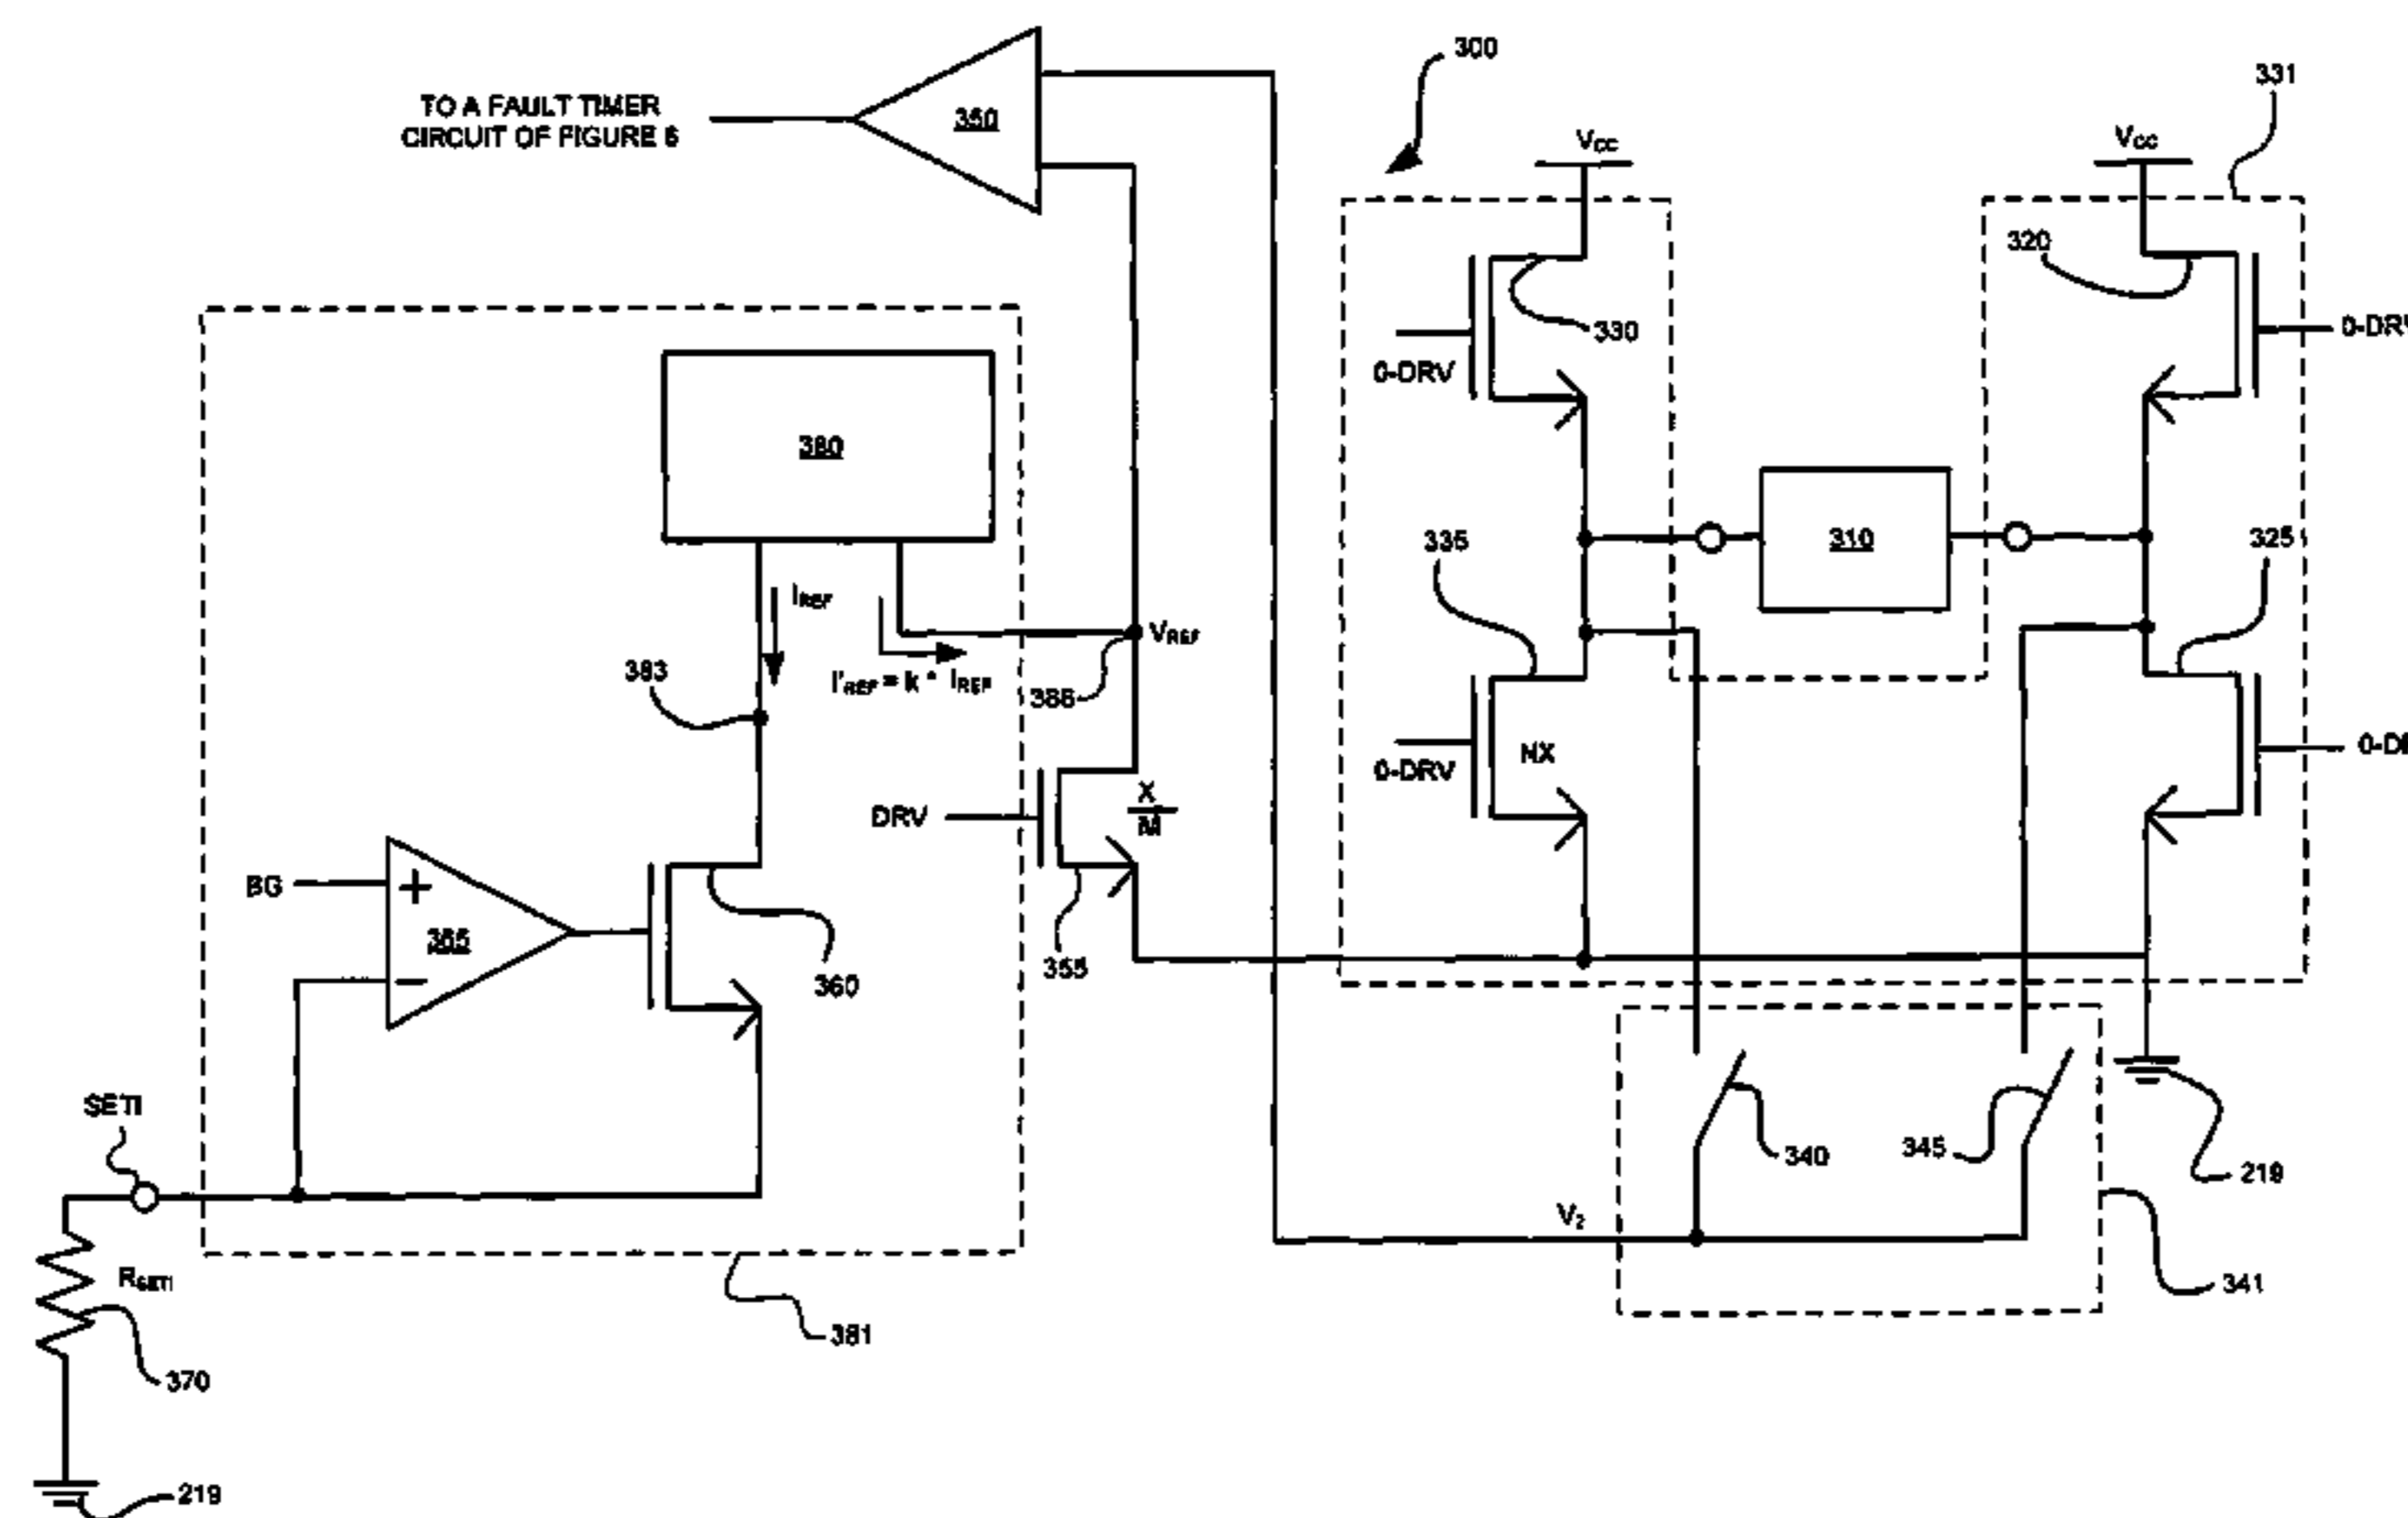 300
331
TO A FAULT TIMER
CIRCUIT OF FIGURE 6
350
VCC
VCC
320
330
0-DRV
0-DRV
380
335
310
325
IREF
VREF
383
I'REF = k * IREF
386
NX
0-DRV
X
M
DRV
BG
+
365
−
355
360
SETI
340
345
219
V2
RSETI
341
381
370
219